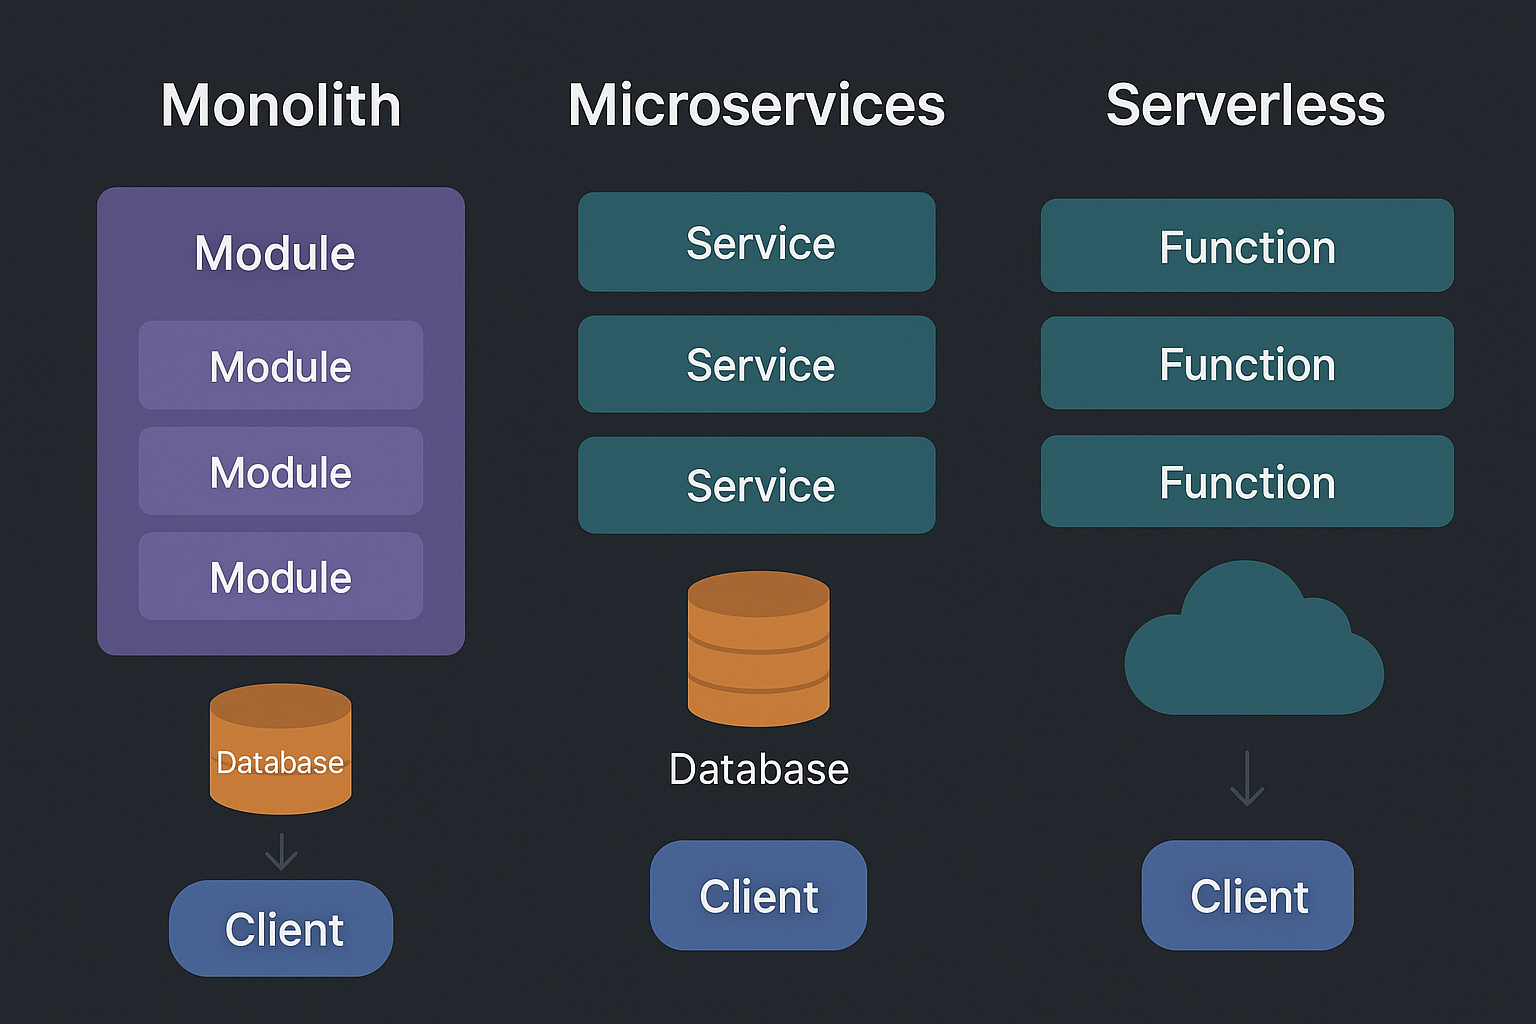 Monolith
Module
Module
Module
Module
Database
Client
Microservices
Service
Service
Service
Database
Client
Serverless
Function
Function
Function
Client